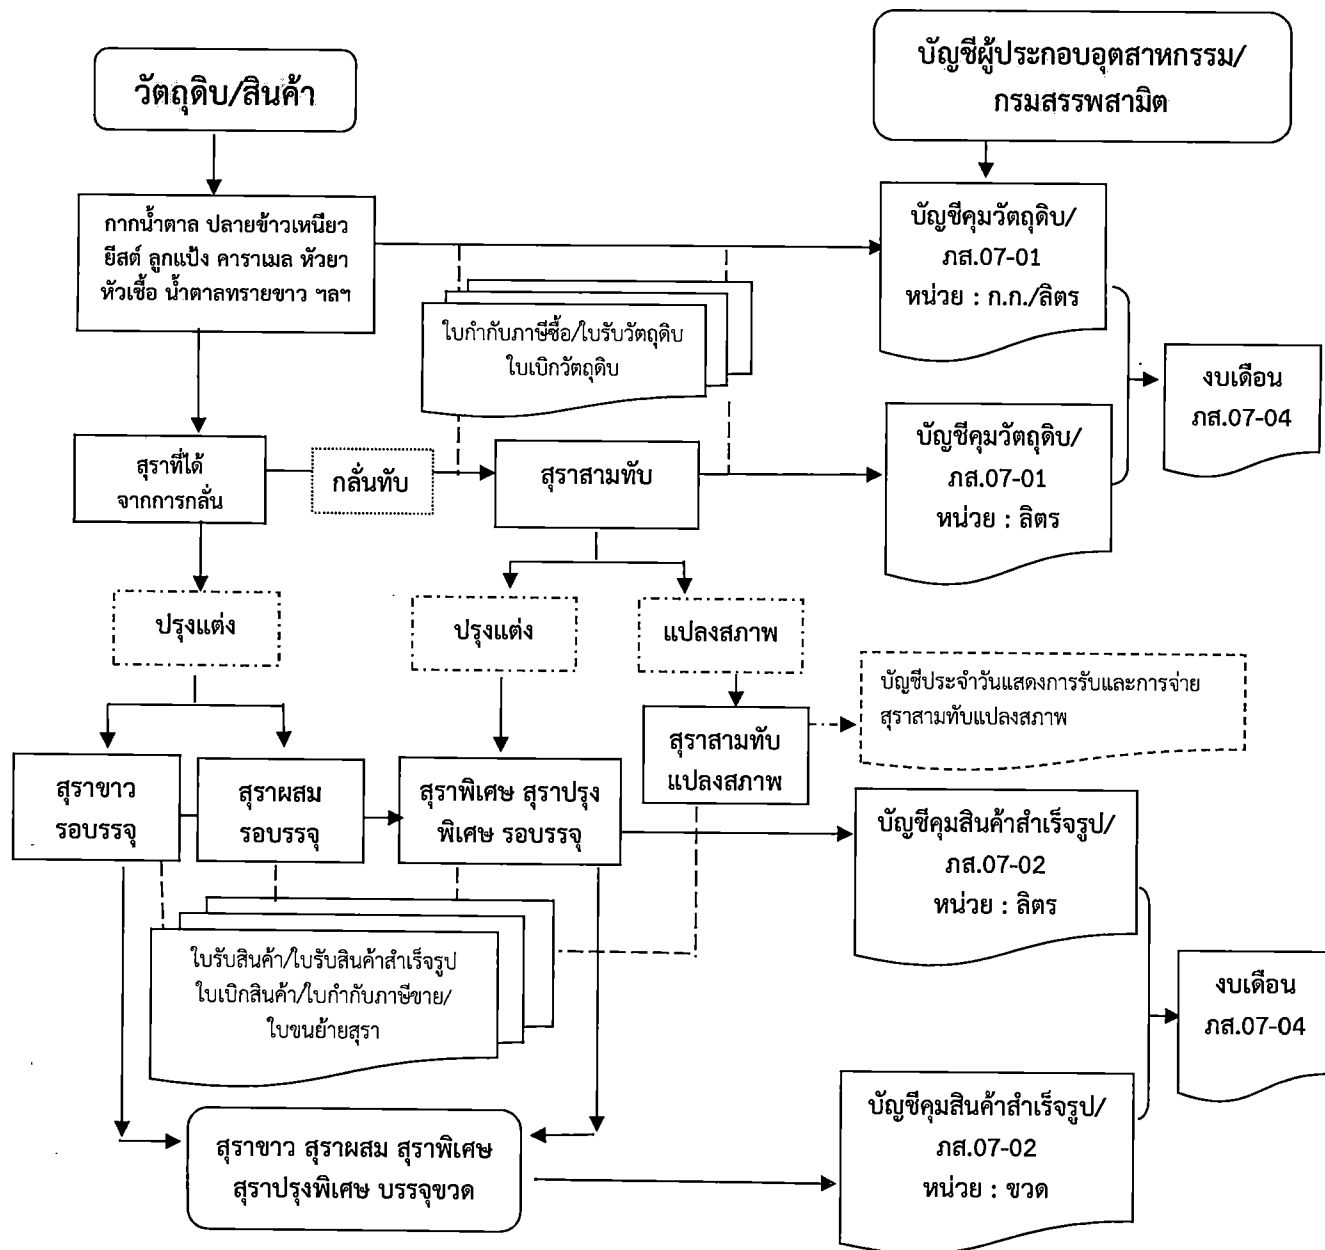 วัตถุดิบ/สินค้า
บัญชีผู้ประกอบอุตสาหกรรม/
กรมสรรพสามิต
กากน้ำตาล ปลายข้าวเหนียว
ยีสต์ ลูกแป้ง คาราเมล หัวยา
หัวเชื้อ น้ำตาลทรายขาว ฯลฯ
บัญชีคุมวัตถุดิบ/
ภส.07-01
หน่วย : ก.ก./ลิตร
ใบกำกับภาษีซื้อ/ใบรับวัตถุดิบ
ใบเบิกวัตถุดิบ
งบเดือน
ภส.07-04
สุราที่ได้
จากการกลั่น
กลั่นทับ
สุราสามทับ
บัญชีคุมวัตถุดิบ/
ภส.07-01
หน่วย : ลิตร
ปรุงแต่ง
ปรุงแต่ง
แปลงสภาพ
บัญชีประจำวันแสดงการรับและการจ่าย
สุราสามทับแปลงสภาพ
สุราสามทับ
แปลงสภาพ
สุราขาว
รอบรรจุ
สุราผสม
รอบรรจุ
สุราพิเศษ สุราปรุง
พิเศษ รอบรรจุ
บัญชีคุมสินค้าสำเร็จรูป/
ภส.07-02
หน่วย : ลิตร
ใบรับสินค้า/ใบรับสินค้าสำเร็จรูป
ใบเบิกสินค้า/ใบกำกับภาษีขาย/
ใบขนย้ายสุรา
งบเดือน
ภส.07-04
สุราขาว สุราผสม สุราพิเศษ
สุราปรุงพิเศษ บรรจุขวด
บัญชีคุมสินค้าสำเร็จรูป/
ภส.07-02
หน่วย : ขวด